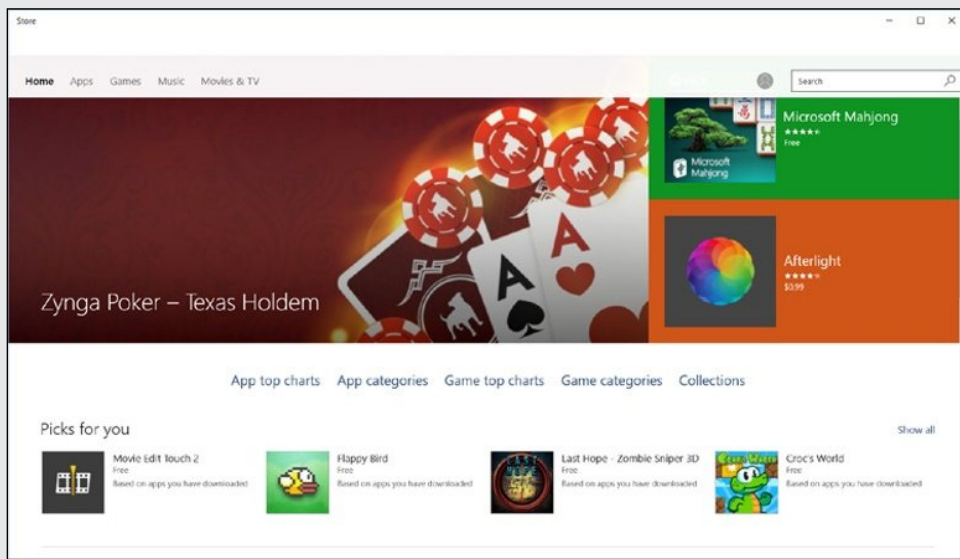 Store
Home Apps Games Music Movies & TV
Search
Microsoft Mahjong
Free
Microsoft
Mahjong
Afterlight
$0.99
Zynga Poker – Texas Holdem
A
A
App top charts App categories Game top charts Game categories Collections
Picks for you
Show all
Movie Edit Touch 2
Free
Based on apps you have downloaded
Flappy Bird
Free
Based on apps you have downloaded
Last Hope - Zombie Sniper 3D
Free
Based on apps you have downloaded
Croc's World
Free
Based on apps you have downloaded